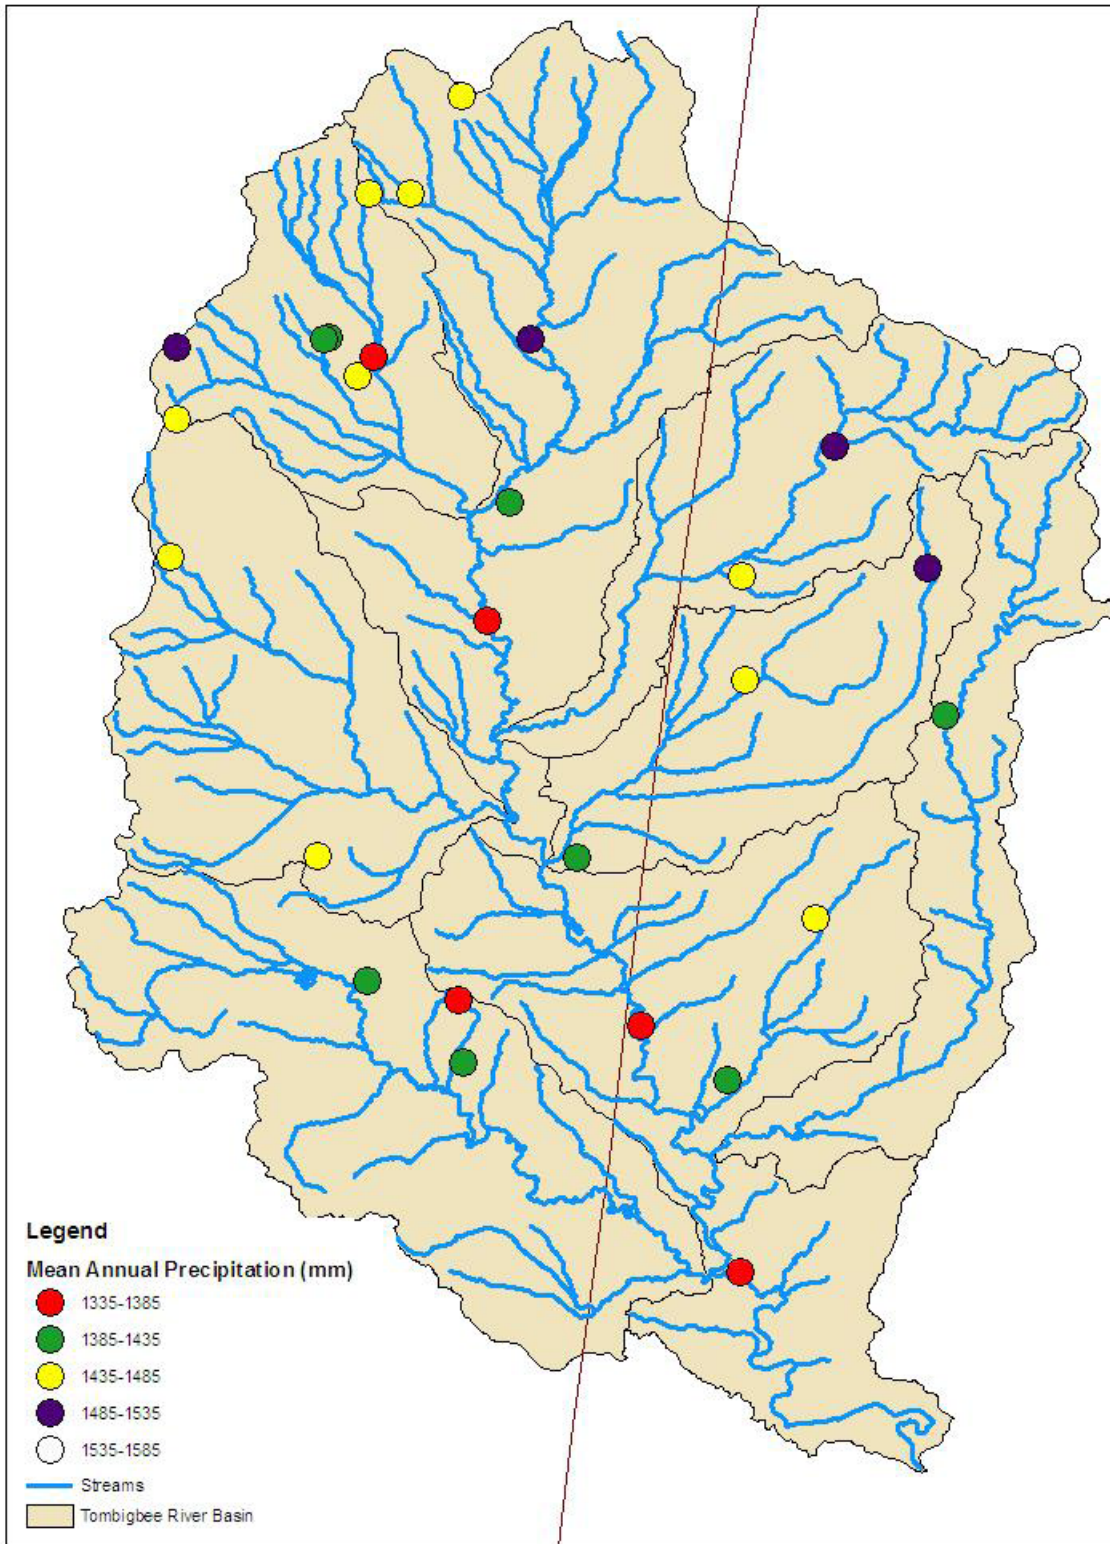 Legend
Mean Annual Precipitation (mm)
1335-1385
1385-1435
1435-1485
1485-1535
1535-1585
Streams
Tombigbee River Basin